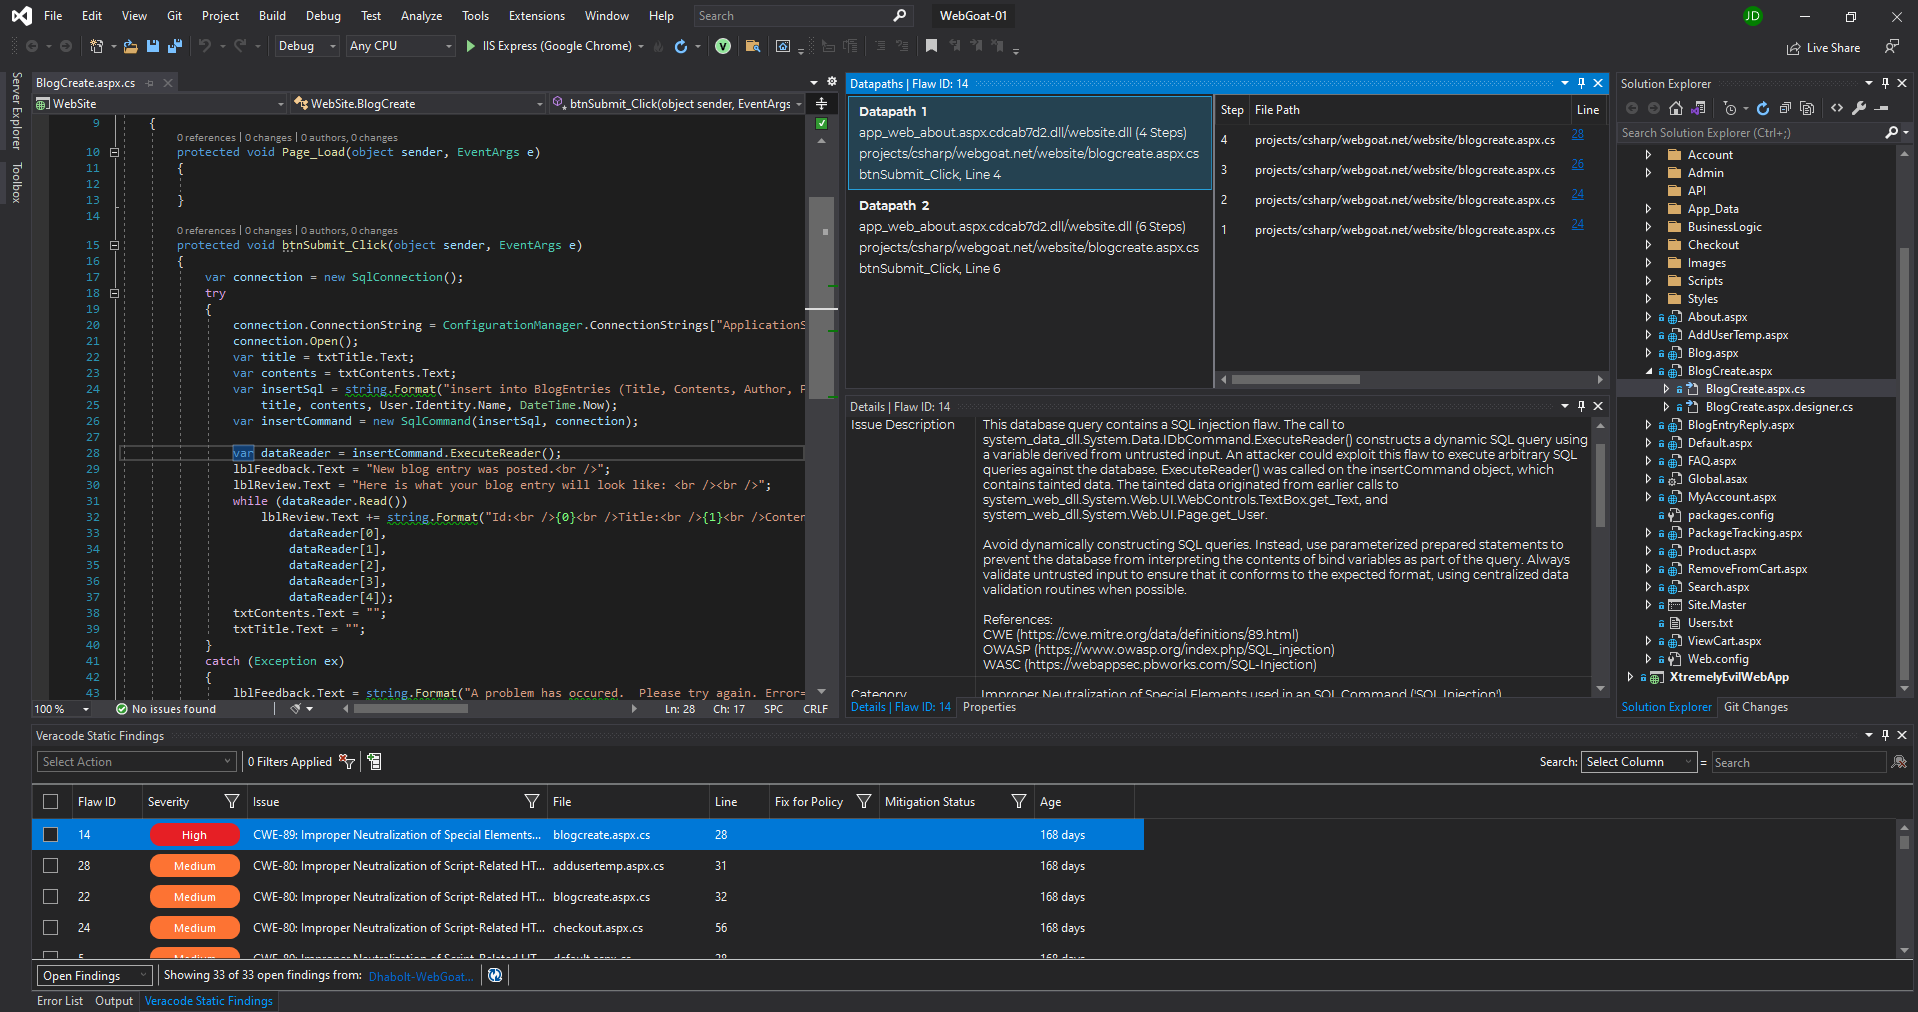 File Edit View Git Project Build Debug Test Analyze Tools Extensions Window Help Search WebGoat-01 JD
Debug Any CPU IIS Express (Google Chrome) Live Share
Server Explorer
Toolbox
BlogCreate.aspx.cs
WebSite WebSite.BlogCreate btnSubmit_Click(object sender, EventArgs
9 {
0 references | 0 changes | 0 authors, 0 changes
10 protected void Page_Load(object sender, EventArgs e)
11 {
12
13 }
14
0 references | 0 changes | 0 authors, 0 changes
15 protected void btnSubmit_Click(object sender, EventArgs e)
16 {
17 var connection = new SqlConnection();
18 try
19 {
20 connection.ConnectionString = ConfigurationManager.ConnectionStrings["ApplicationS
21 connection.Open();
22 var title = txtTitle.Text;
23 var contents = txtContents.Text;
24 var insertSql = string.Format("insert into BlogEntries (Title, Contents, Author, P
25 title, contents, User.Identity.Name, DateTime.Now);
26 var insertCommand = new SqlCommand(insertSql, connection);
27
28 var dataReader = insertCommand.ExecuteReader();
29 lblFeedback.Text = "New blog entry was posted.<br />";
30 lblReview.Text = "Here is what your blog entry will look like: <br /><br />";
31 while (dataReader.Read())
32 lblReview.Text += string.Format("Id:<br />{0}<br />Title:<br />{1}<br />Conten
33 dataReader[0],
34 dataReader[1],
35 dataReader[2],
36 dataReader[3],
37 dataReader[4]);
38 txtContents.Text = "";
39 txtTitle.Text = "";
40 }
41 catch (Exception ex)
42 {
43 lblFeedback.Text = string.Format("A problem has occured.  Please try again. Error=
100 % No issues found Ln: 28 Ch: 17 SPC CRLF
Datapaths | Flaw ID: 14
Datapath 1
app_web_about.aspx.cdcab7d2.dll/website.dll (4 Steps)
projects/csharp/webgoat.net/website/blogcreate.aspx.cs
btnSubmit_Click, Line 4
Datapath 2
app_web_about.aspx.cdcab7d2.dll/website.dll (6 Steps)
projects/csharp/webgoat.net/website/blogcreate.aspx.cs
btnSubmit_Click, Line 6
Step File Path Line
4 projects/csharp/webgoat.net/website/blogcreate.aspx.cs 28
3 projects/csharp/webgoat.net/website/blogcreate.aspx.cs 26
2 projects/csharp/webgoat.net/website/blogcreate.aspx.cs 24
1 projects/csharp/webgoat.net/website/blogcreate.aspx.cs 24
Details | Flaw ID: 14
Issue Description
This database query contains a SQL injection flaw. The call to
system_data_dll.System.Data.IDbCommand.ExecuteReader() constructs a dynamic SQL query using
a variable derived from untrusted input. An attacker could exploit this flaw to execute arbitrary SQL
queries against the database. ExecuteReader() was called on the insertCommand object, which
contains tainted data. The tainted data originated from earlier calls to
system_web_dll.System.Web.UI.WebControls.TextBox.get_Text, and
system_web_dll.System.Web.UI.Page.get_User.
Avoid dynamically constructing SQL queries. Instead, use parameterized prepared statements to
prevent the database from interpreting the contents of bind variables as part of the query. Always
validate untrusted input to ensure that it conforms to the expected format, using centralized data
validation routines when possible.
References:
CWE (https://cwe.mitre.org/data/definitions/89.html)
OWASP (https://www.owasp.org/index.php/SQL_injection)
WASC (https://webappsec.pbworks.com/SQL-Injection)
Category Improper Neutralization of Special Elements used in an SQL Command ('SQL Injection')
Details | Flaw ID: 14 Properties
Solution Explorer
Search Solution Explorer (Ctrl+;)
Account
Admin
API
App_Data
BusinessLogic
Checkout
Images
Scripts
Styles
About.aspx
AddUserTemp.aspx
Blog.aspx
BlogCreate.aspx
BlogCreate.aspx.cs
BlogCreate.aspx.designer.cs
BlogEntryReply.aspx
Default.aspx
FAQ.aspx
Global.asax
MyAccount.aspx
packages.config
PackageTracking.aspx
Product.aspx
RemoveFromCart.aspx
Search.aspx
Site.Master
Users.txt
ViewCart.aspx
Web.config
XtremelyEvilWebApp
Solution Explorer Git Changes
Veracode Static Findings
Select Action 0 Filters Applied Search: Select Column = Search
Flaw ID Severity Issue File Line Fix for Policy Mitigation Status Age
14 High CWE-89: Improper Neutralization of Special Elements... blogcreate.aspx.cs 28 168 days
28 Medium CWE-80: Improper Neutralization of Script-Related HT... addusertemp.aspx.cs 31 168 days
22 Medium CWE-80: Improper Neutralization of Script-Related HT... blogcreate.aspx.cs 32 168 days
24 Medium CWE-80: Improper Neutralization of Script-Related HT... checkout.aspx.cs 56 168 days
5 Medium CWE-80: Improper Neutralization of Script-Related HT... default.aspx.cs 28 168 days
Open Findings Showing 33 of 33 open findings from: Dhabolt-WebGoat...
Error List Output Veracode Static Findings